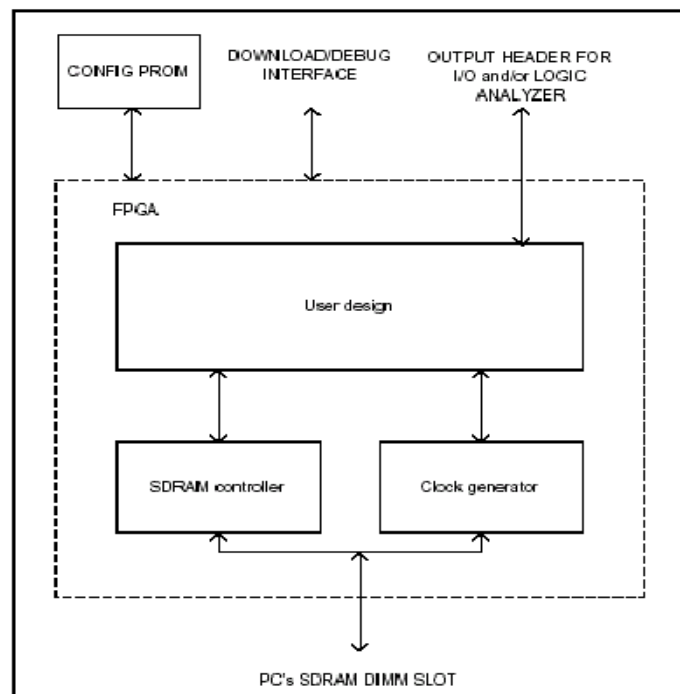 CONFIG PROM
DOWNLOAD/DEBUG
INTERFACE
OUTPUT HEADER FOR
I/O and/or LOGIC
ANALYZER
FPGA
User design
SDRAM controller
Clock generator
PC's SDRAM DIMM SLOT